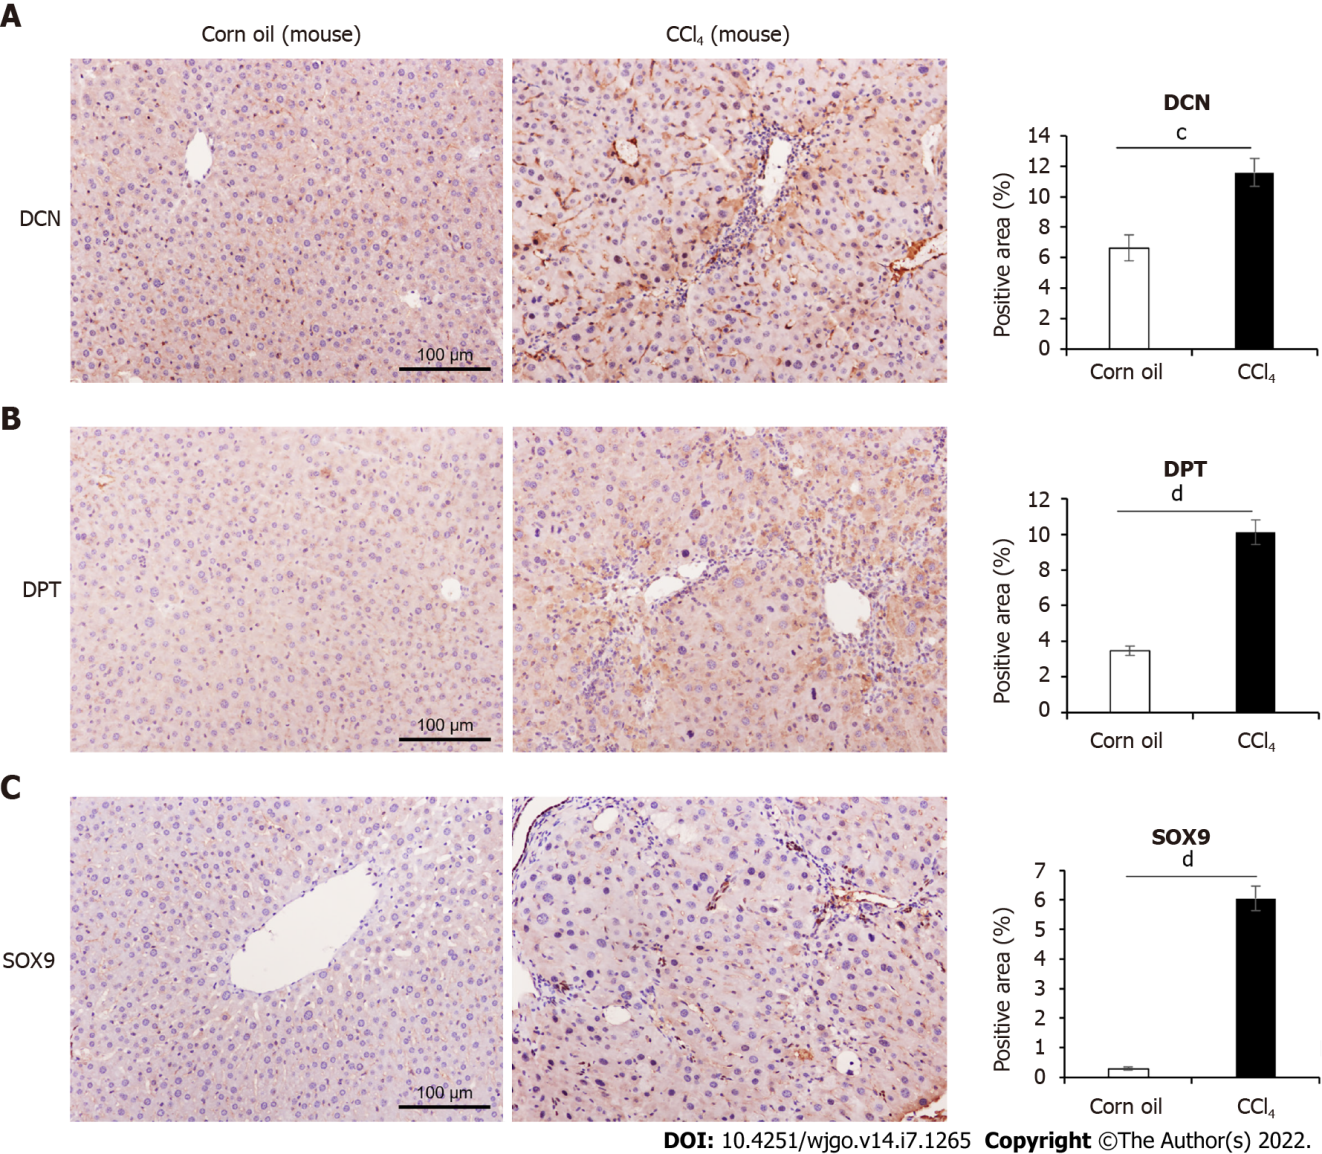 A
Corn oil (mouse)
CCl₄ (mouse)
DCN
100 µm
DCN
c
Positive area (%)
14
12
10
8
6
4
2
0
Corn oil
CCl₄
B
DPT
100 µm
DPT
d
Positive area (%)
12
10
8
6
4
2
0
Corn oil
CCl₄
C
SOX9
100 µm
SOX9
d
Positive area (%)
7
6
5
4
3
2
1
0
Corn oil
CCl₄
DOI: 10.4251/wjgo.v14.i7.1265 Copyright ©The Author(s) 2022.